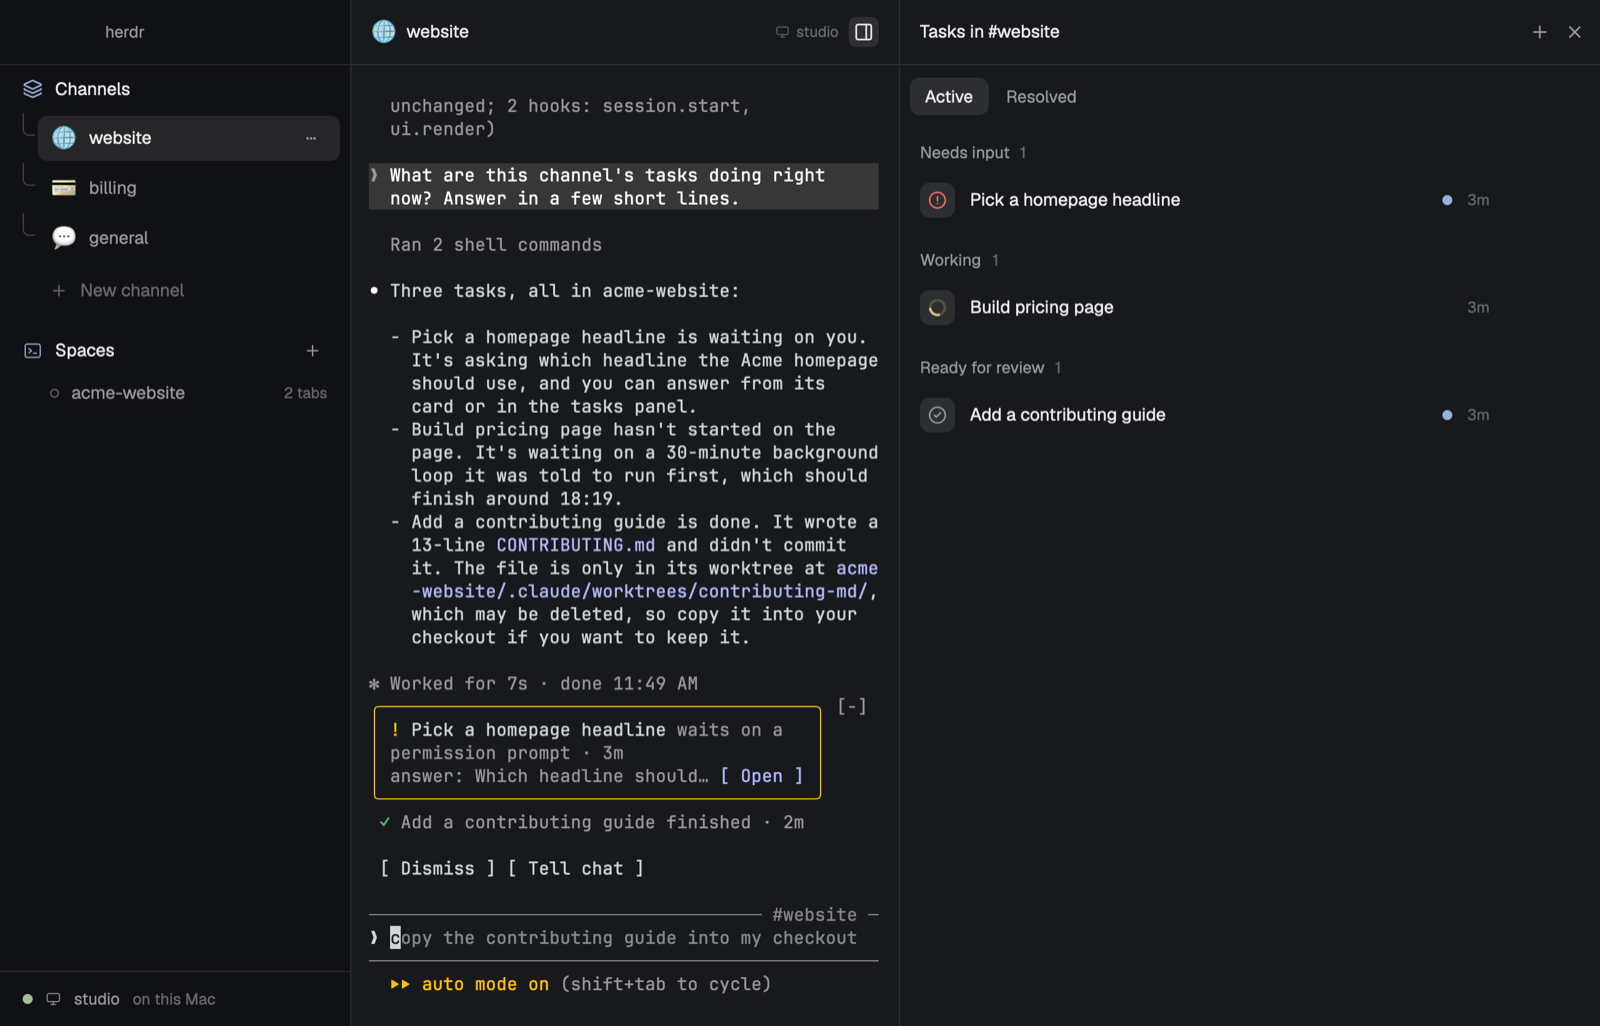 herdr
Channels
website
billing
general
+ New channel
Spaces +
acme-website 2 tabs
studio on this Mac
website
studio
unchanged; 2 hooks: session.start,
ui.render)
❯ What are this channel's tasks doing right
now? Answer in a few short lines.
Ran 2 shell commands
• Three tasks, all in acme-website:
- Pick a homepage headline is waiting on you.
It's asking which headline the Acme homepage
should use, and you can answer from its
card or in the tasks panel.
- Build pricing page hasn't started on the
page. It's waiting on a 30-minute background
loop it was told to run first, which should
finish around 18:19.
- Add a contributing guide is done. It wrote a
13-line CONTRIBUTING.md and didn't commit
it. The file is only in its worktree at acme
-website/.claude/worktrees/contributing-md/,
which may be deleted, so copy it into your
checkout if you want to keep it.
✻ Worked for 7s · done 11:49 AM
[-]
! Pick a homepage headline waits on a
permission prompt · 3m
answer: Which headline should… [ Open ]
✓ Add a contributing guide finished · 2m
[ Dismiss ] [ Tell chat ]
#website
❯ copy the contributing guide into my checkout
⏵⏵ auto mode on (shift+tab to cycle)
Tasks in #website
Active Resolved
Needs input 1
Pick a homepage headline 3m
Working 1
Build pricing page 3m
Ready for review 1
Add a contributing guide 3m